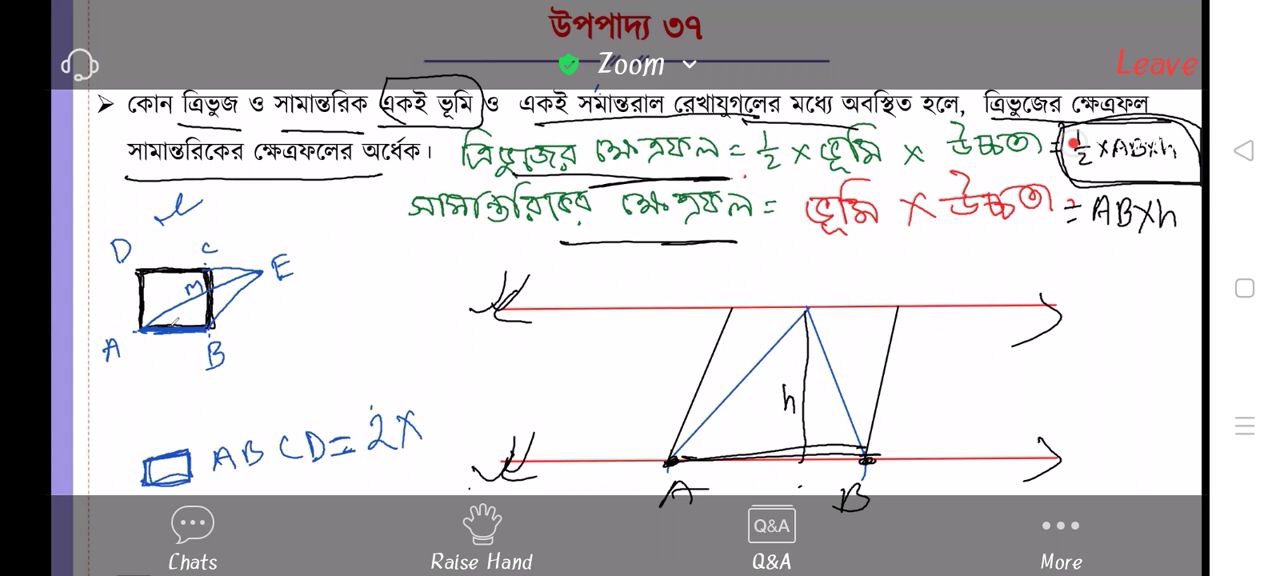 উপপাদ্য ৩৭
Zoom
Leave
➤ কোন ত্রিভুজ ও সামান্তরিক একই ভূমি ও একই সমান্তরাল রেখাযুগলের মধ্যে অবস্থিত হলে, ত্রিভুজের ক্ষেত্রফল
সামান্তরিকের ক্ষেত্রফলের অর্ধেক।
ত্রিভুজের ক্ষেত্রফল = ½ × ভূমি × উচ্চতা = ½ × AB × h
সামান্তরিকের ক্ষেত্রফল = ভূমি × উচ্চতা = AB × h
D C E
M
A B
h
ABCD = 2x
A B
Chats
Raise Hand
Q&A
Q&A
More